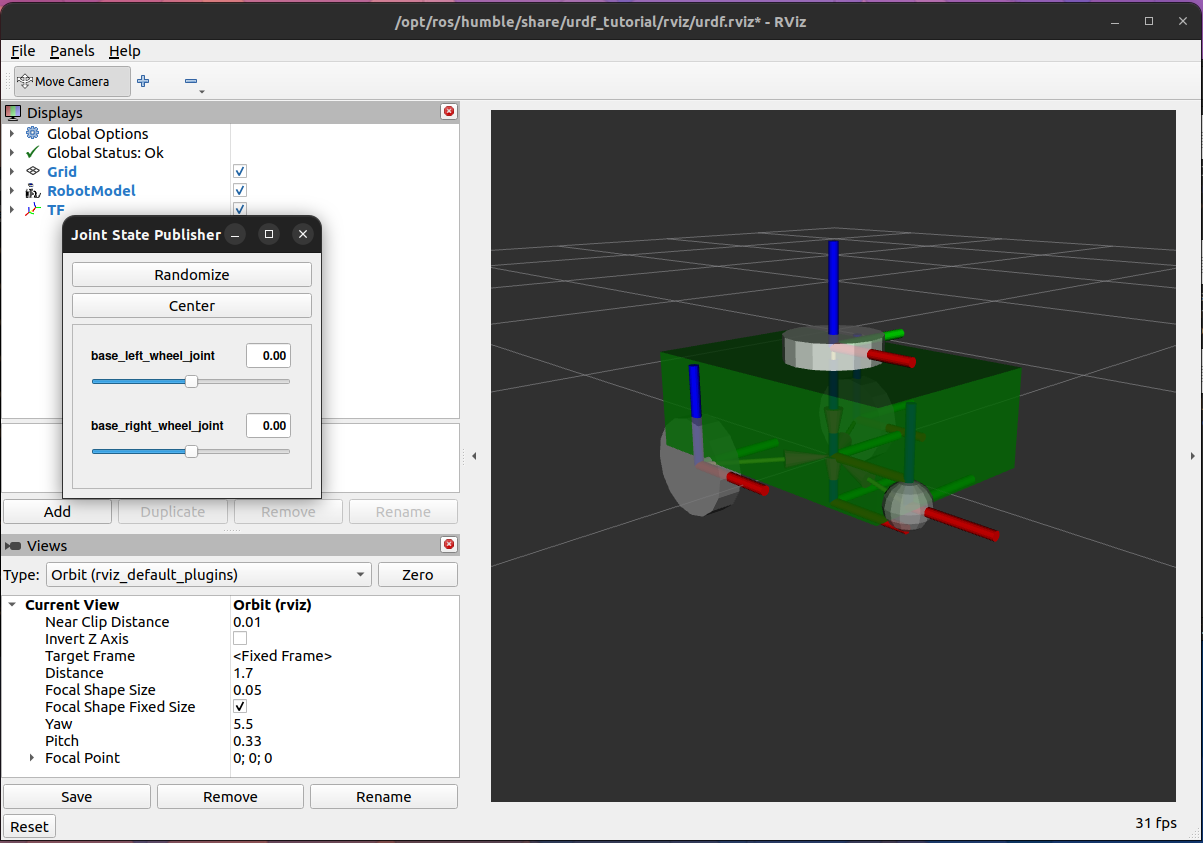 /opt/ros/humble/share/urdf_tutorial/rviz/urdf.rviz* - RViz
File Panels Help
Move Camera
Displays
Global Options
Global Status: Ok
Grid
RobotModel
TF
Joint State Publisher
Randomize
Center
base_left_wheel_joint 0.00
base_right_wheel_joint 0.00
Add Duplicate Remove Rename
Views
Type: Orbit (rviz_default_plugins) Zero
Current View Orbit (rviz)
Near Clip Distance 0.01
Invert Z Axis
Target Frame <Fixed Frame>
Distance 1.7
Focal Shape Size 0.05
Focal Shape Fixed Size
Yaw 5.5
Pitch 0.33
Focal Point 0; 0; 0
Save Remove Rename
Reset 31 fps